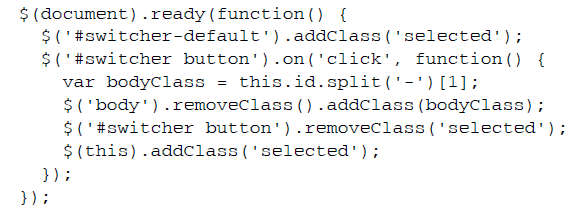 $(document).ready(function() {
  $('#switcher-default').addClass('selected');
  $('#switcher button').on('click', function() {
    var bodyClass = this.id.split('-')[1];
    $('body').removeClass().addClass(bodyClass);
    $('#switcher button').removeClass('selected');
    $(this).addClass('selected');
  });
});